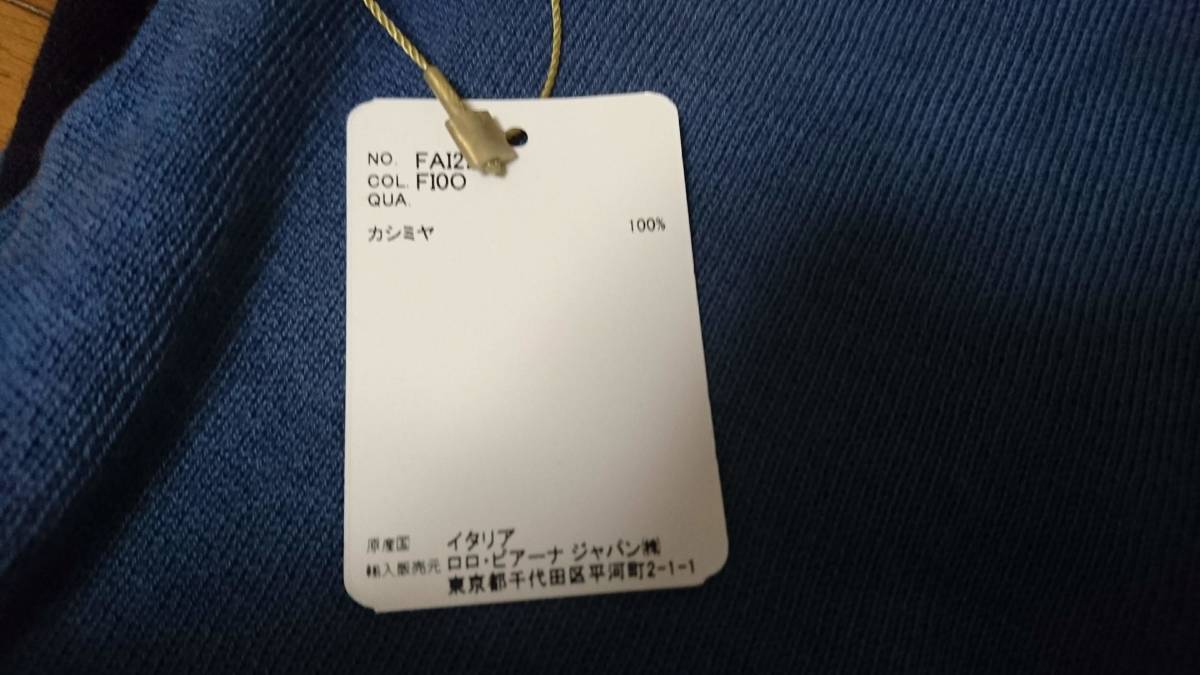 NO.
COL. F100
QUA.
カシミヤ 100%
原産国 イタリア
輸入販売元 ロロ・ピアーナ ジャパン㈱
東京都千代田区平河町2-1-1